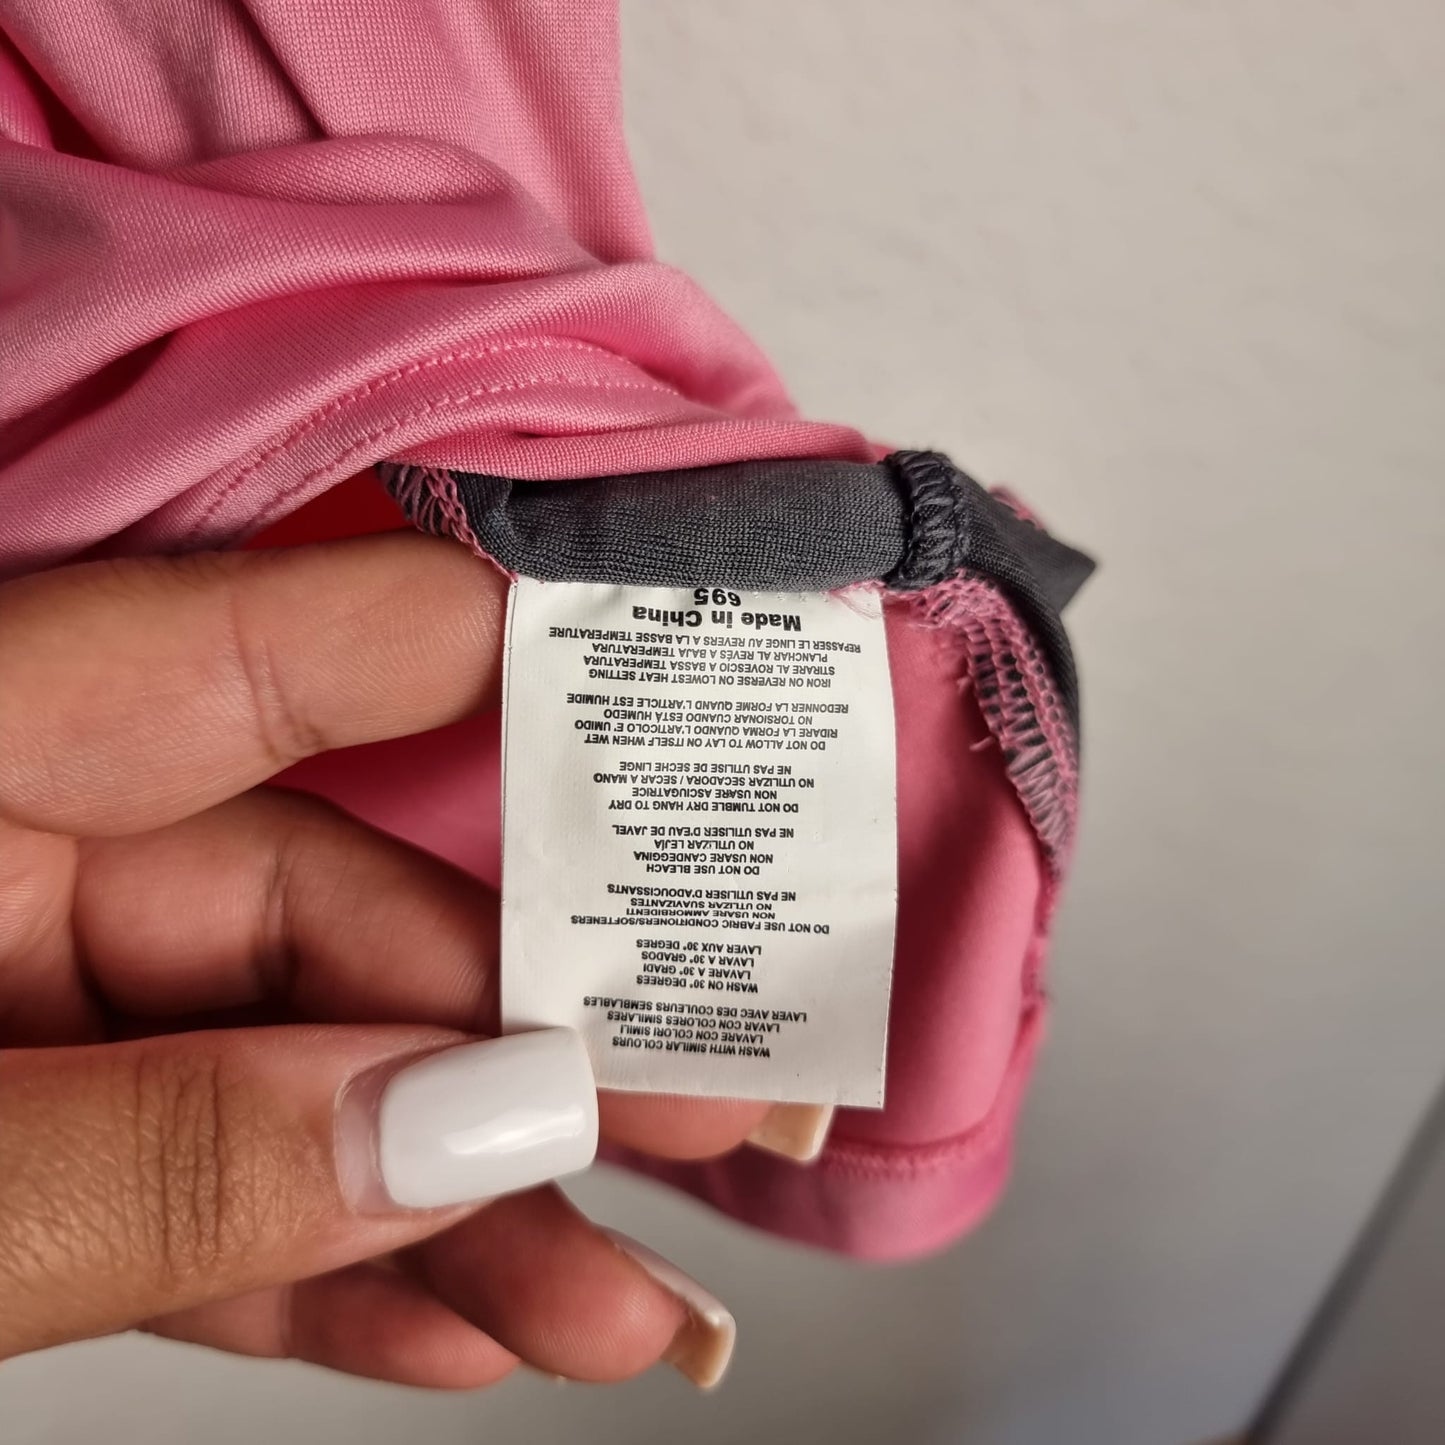 WASH WITH SIMILAR COLOURS
LAVARE CON COLORI SIMILI
LAVAR CON COLORES SIMILARES
LAVER AVEC DES COULEURS SEMBLABLES
WASH ON 30° DEGREES
LAVARE A 30° GRADI
LAVAR A 30° GRADOS
LAVER AUX 30° DEGRES
DO NOT USE FABRIC CONDITIONERS/SOFTENERS
NON USARE AMMORBIDENTI
NO UTLIZAR SUAVIZANTES
NE PAS UTILISER D'ADOUCISSANTS
DO NOT USE BLEACH
NON USARE CANDEGGINA
NO UTILIZAR LEJÍA
NE PAS UTILISER D'EAU DE JAVEL
DO NOT TUMBLE DRY HANG TO DRY
NON USARE ASCIUGATRICE
NO UTILIZAR SECADORA / SECAR A MANO
NE PAS UTILISE DE SECHE LINGE
DO NOT ALLOW TO LAY ON ITSELF WHEN WET
RIDARE LA FORMA QUANDO L'ARTICOLO E' UMIDO
NO TORSIONAR CUANDO ESTÁ HUMEDO
REDONNER LA FORME QUAND L'ARTICLE EST HUMIDE
IRON ON REVERSE ON LOWEST HEAT SETTING
STIRARE AL ROVESCIO A BASSA TEMPERATURA
PLANCHAR AL REVÉS A BAJA TEMPERATURA
REPASSER LE LINGE AU REVERS A LA BASSE TEMPERATURE
Made in China
695